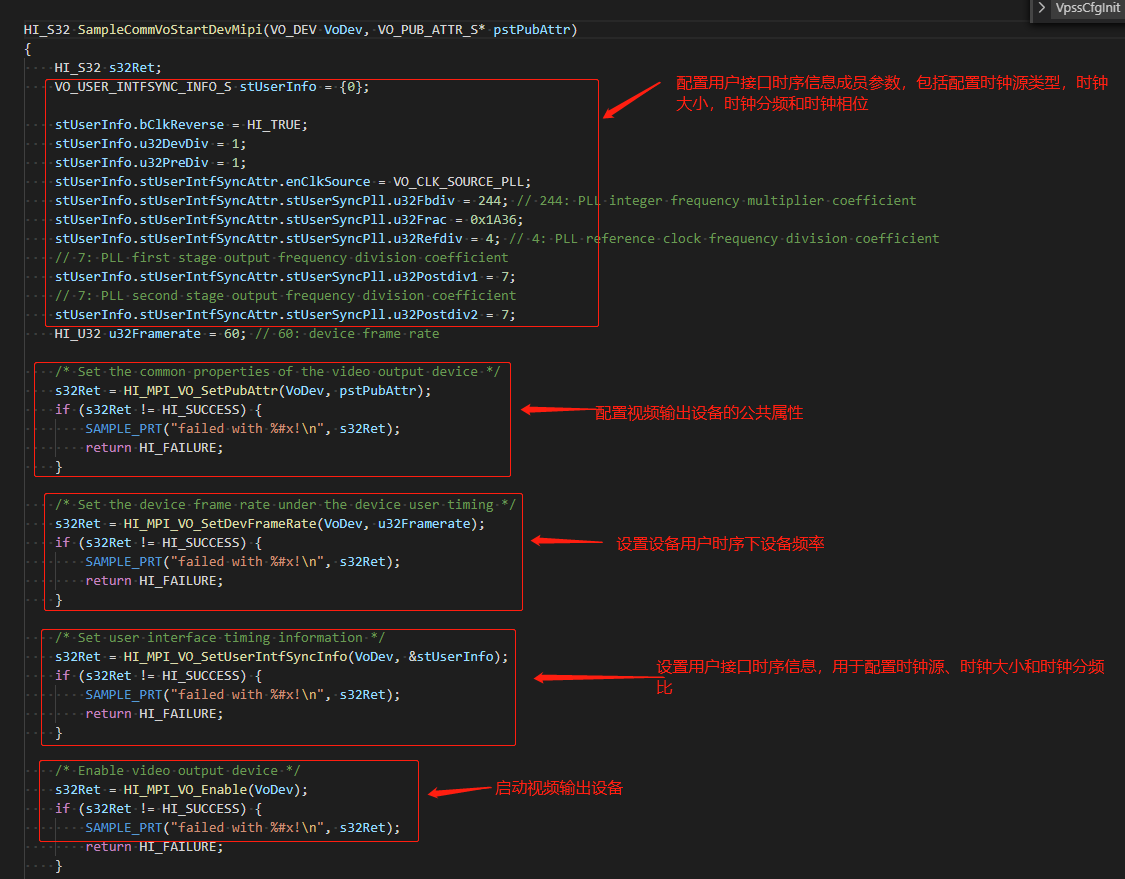 VpssCfgInit
HI_S32 SampleCommVoStartDevMipi(VO_DEV VoDev, VO_PUB_ATTR_S* pstPubAttr)
{
HI_S32 s32Ret;
VO_USER_INTFSYNC_INFO_S stUserInfo = {0};
配置用户接口时序信息成员参数，包括配置时钟源类型，时钟
大小，时钟分频和时钟相位
stUserInfo.bClkReverse = HI_TRUE;
stUserInfo.u32DevDiv = 1;
stUserInfo.u32PreDiv = 1;
stUserInfo.stUserIntfSyncAttr.enClkSource = VO_CLK_SOURCE_PLL;
stUserInfo.stUserIntfSyncAttr.stUserSyncPll.u32Fbdiv = 244; // 244: PLL integer frequency multiplier coefficient
stUserInfo.stUserIntfSyncAttr.stUserSyncPll.u32Frac = 0x1A36;
stUserInfo.stUserIntfSyncAttr.stUserSyncPll.u32Refdiv = 4; // 4: PLL reference clock frequency division coefficient
// 7: PLL first stage output frequency division coefficient
stUserInfo.stUserIntfSyncAttr.stUserSyncPll.u32Postdiv1 = 7;
// 7: PLL second stage output frequency division coefficient
stUserInfo.stUserIntfSyncAttr.stUserSyncPll.u32Postdiv2 = 7;
HI_U32 u32Framerate = 60; // 60: device frame rate
/* Set the common properties of the video output device */
s32Ret = HI_MPI_VO_SetPubAttr(VoDev, pstPubAttr);
if (s32Ret != HI_SUCCESS) {
配置视频输出设备的公共属性
SAMPLE_PRT("failed with %#x!\n", s32Ret);
return HI_FAILURE;
}
/* Set the device frame rate under the device user timing */
s32Ret = HI_MPI_VO_SetDevFrameRate(VoDev, u32Framerate);
if (s32Ret != HI_SUCCESS) {
设置设备用户时序下设备频率
SAMPLE_PRT("failed with %#x!\n", s32Ret);
return HI_FAILURE;
}
/* Set user interface timing information */
s32Ret = HI_MPI_VO_SetUserIntfSyncInfo(VoDev, &stUserInfo);
if (s32Ret != HI_SUCCESS) {
设置用户接口时序信息，用于配置时钟源、时钟大小和时钟分频
比
SAMPLE_PRT("failed with %#x!\n", s32Ret);
return HI_FAILURE;
}
/* Enable video output device */
s32Ret = HI_MPI_VO_Enable(VoDev);
启动视频输出设备
if (s32Ret != HI_SUCCESS) {
SAMPLE_PRT("failed with %#x!\n", s32Ret);
return HI_FAILURE;
}